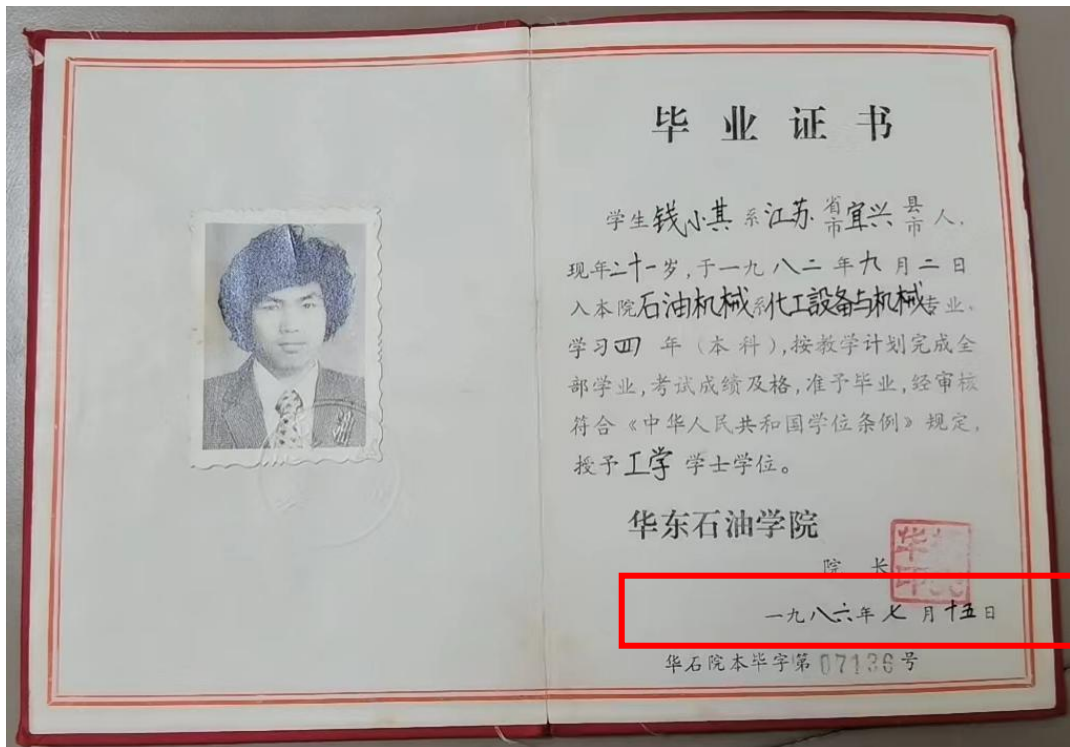 毕业证书
学生钱小其系江苏省市宜兴县市人,
现年二十一岁,于一九八二年九月二日
入本院石油机械系化工設备与机械专业.
学习四年(本科),按教学计划完成全
部学业,考试成绩及格,准予毕业,经审核
符合《中华人民共和国学位条例》规定,
授予工学学士学位。
华东石油学院
院长
一九八六年七月十五日
华石院本毕字第07136号